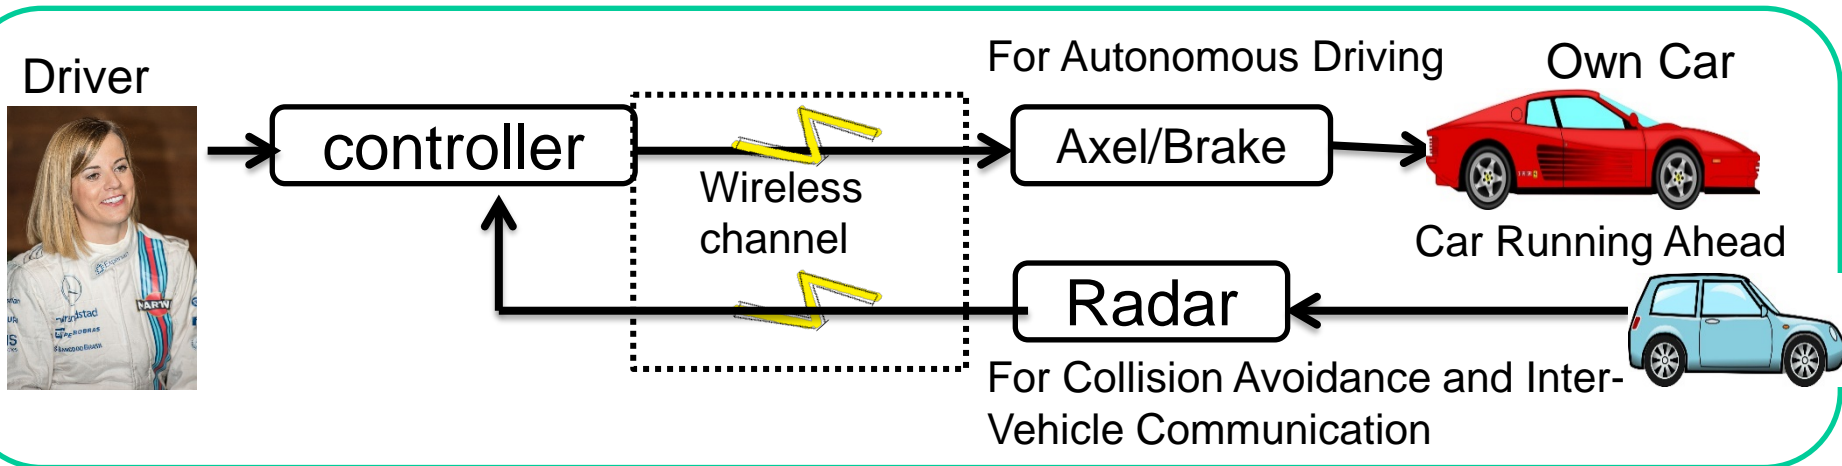 Driver
controller
Wireless
channel
For Autonomous Driving
Axel/Brake
Own Car
Car Running Ahead
Radar
For Collision Avoidance and Inter-
Vehicle Communication